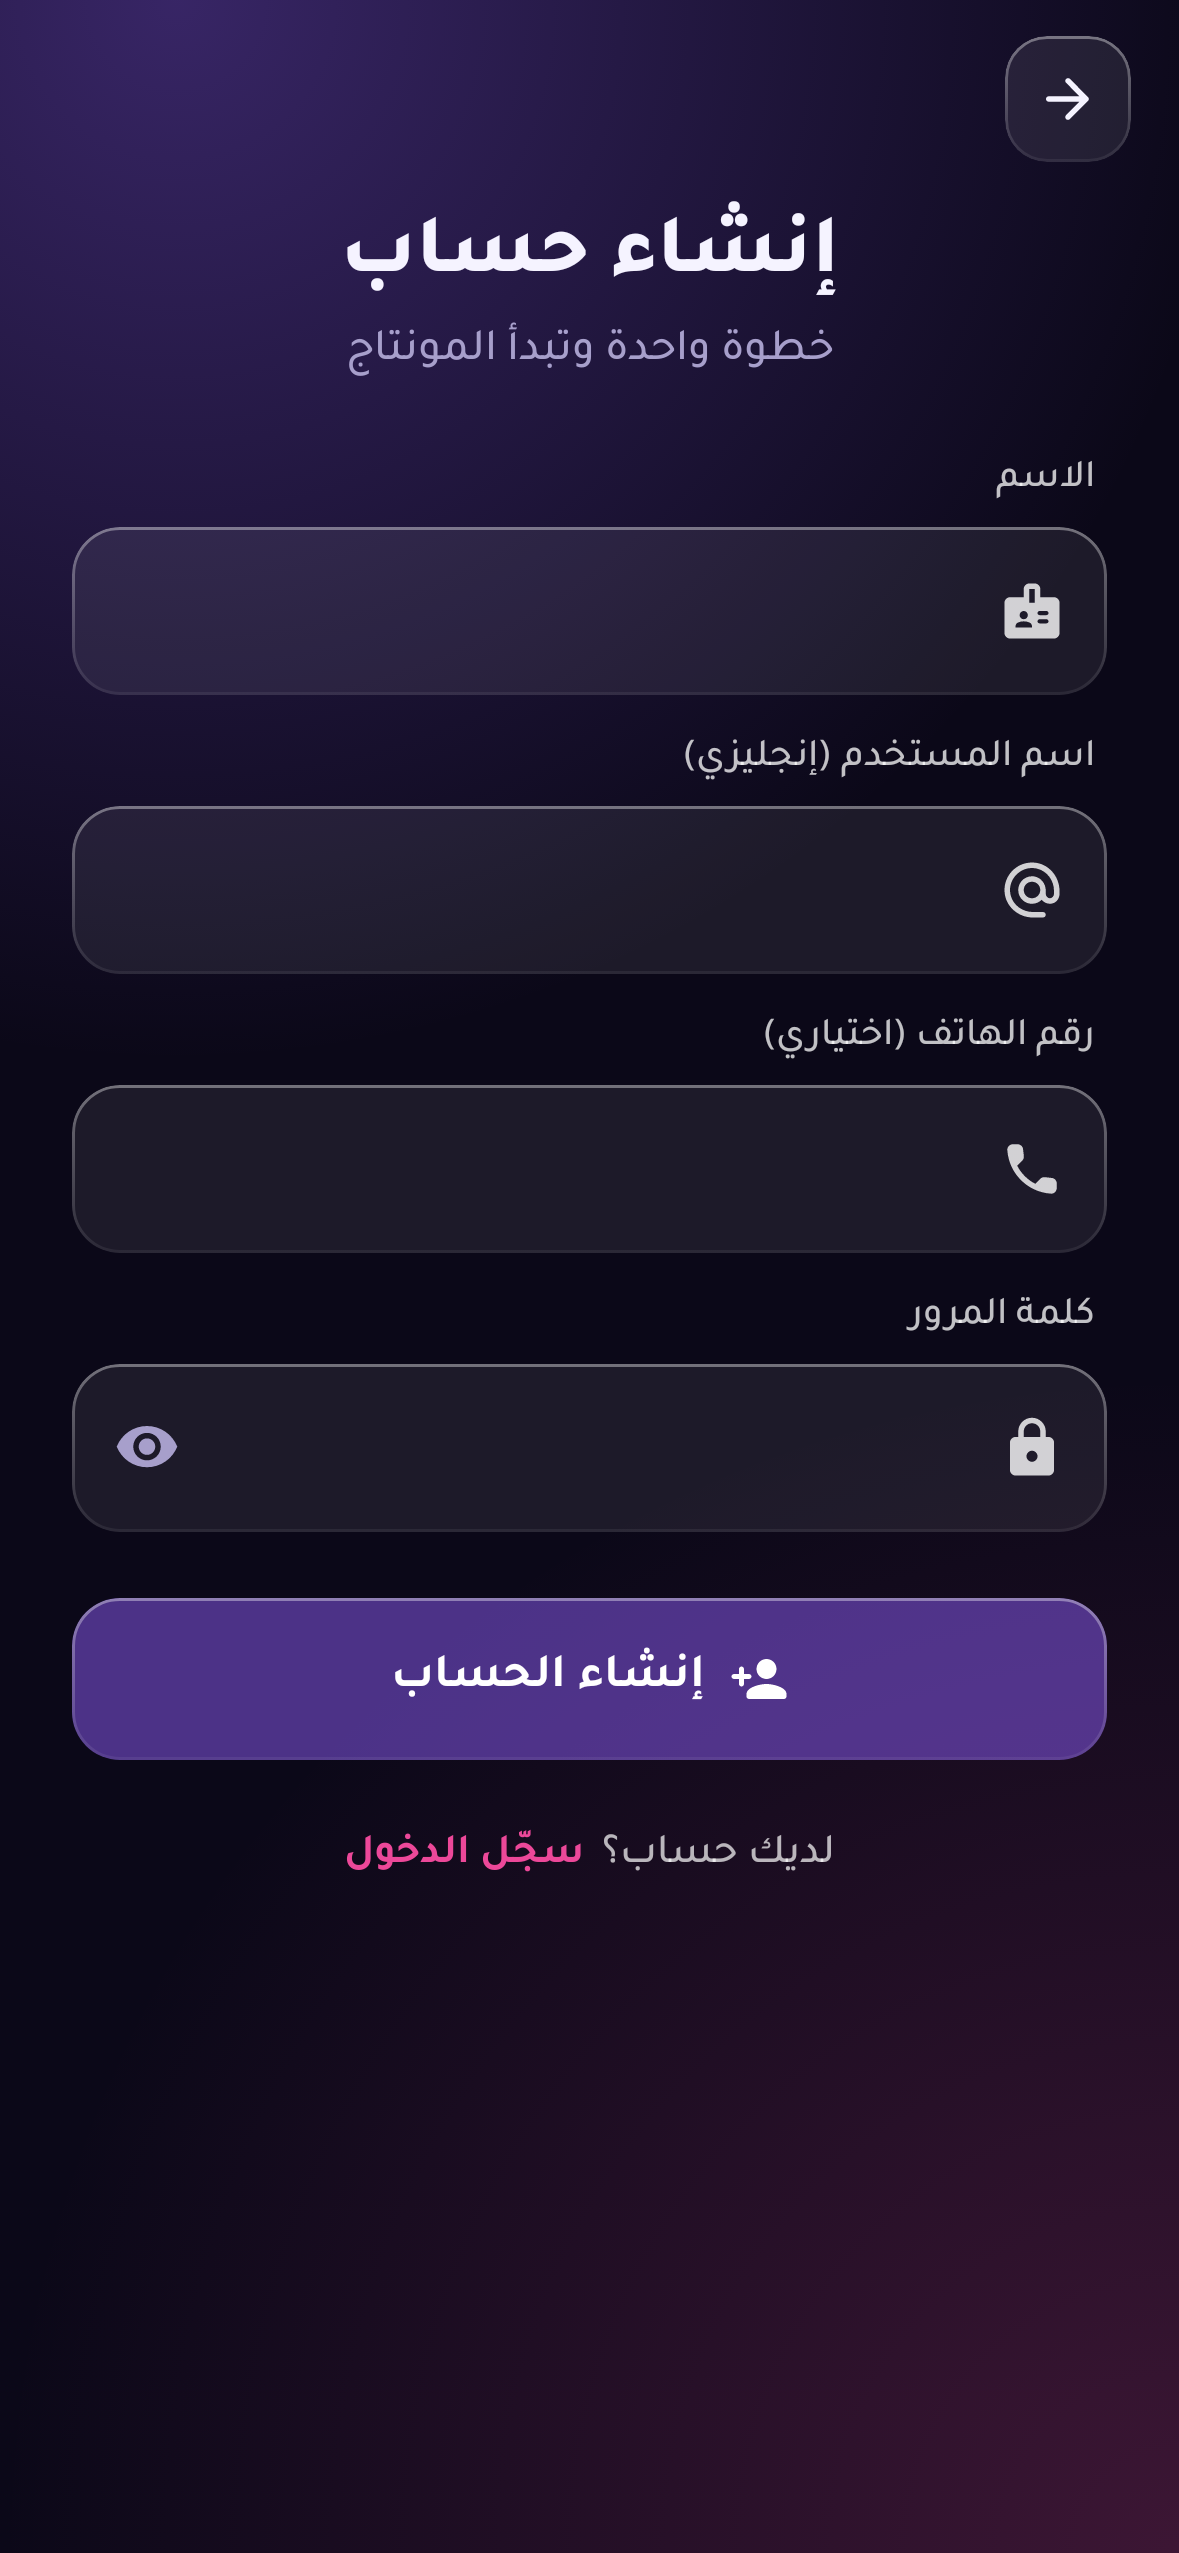 إنشاء حساب
خطوة واحدة وتبدأ المونتاج
الاسم
اسم المستخدم (إنجليزي)
رقم الهاتف (اختياري)
كلمة المرور
إنشاء الحساب
لديك حساب؟ سجّل الدخول